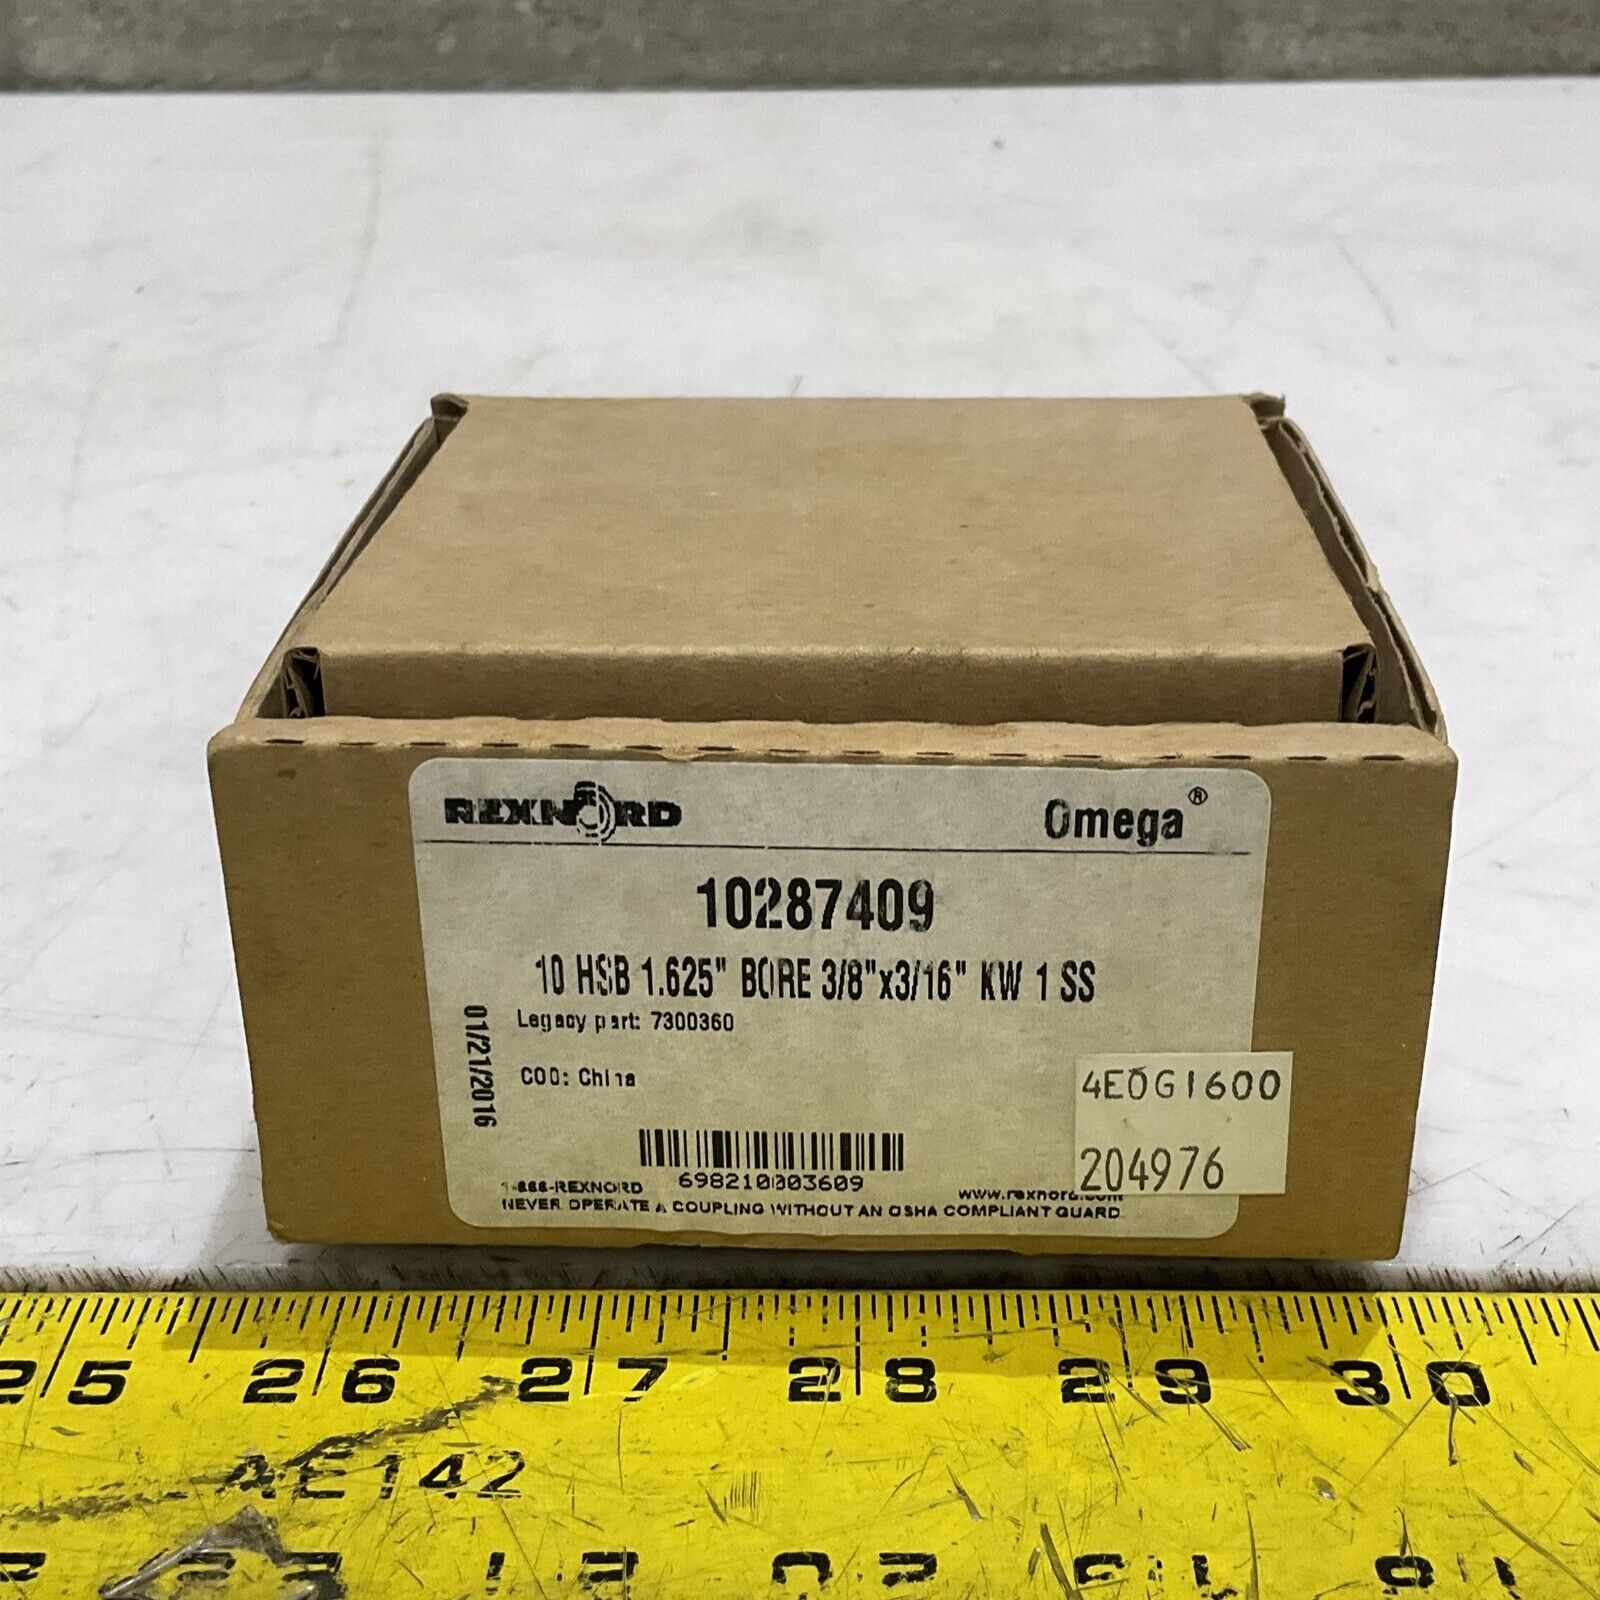 REXNORD Omega®
10287409
10 HSB 1.625" BORE 3/8"x3/16" KW 1 SS
Legacy part: 7300360
01/21/2016
COO: China
4E0G1600
204976
698210003609
1-866-REXNORD www.rexnord.com
NEVER OPERATE A COUPLING WITHOUT AN OSHA COMPLIANT GUARD
25 26 27 28 29 30
AE142